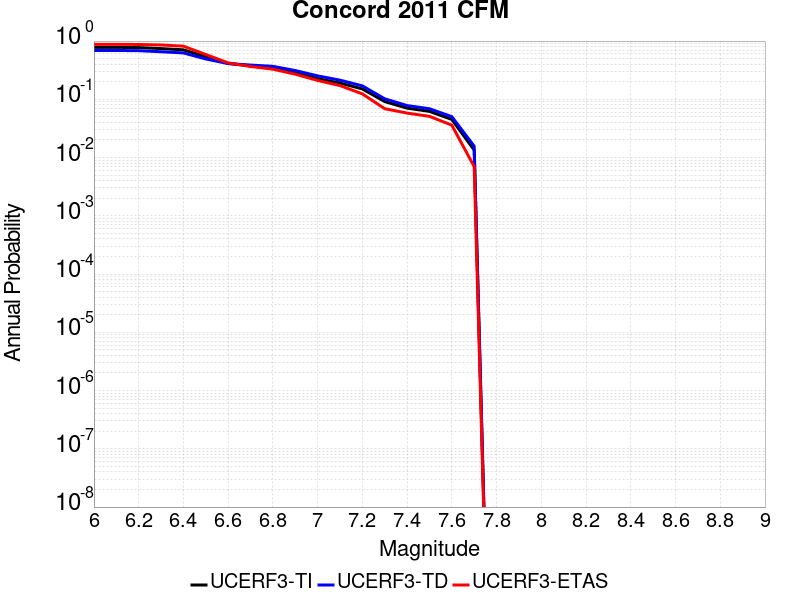 Concord 2011 CFM
10^0
10^-1
10^-2
10^-3
10^-4
10^-5
10^-6
10^-7
10^-8
Annual Probability
6 6.2 6.4 6.6 6.8 7 7.2 7.4 7.6 7.8 8 8.2 8.4 8.6 8.8 9
Magnitude
UCERF3-TI UCERF3-TD UCERF3-ETAS